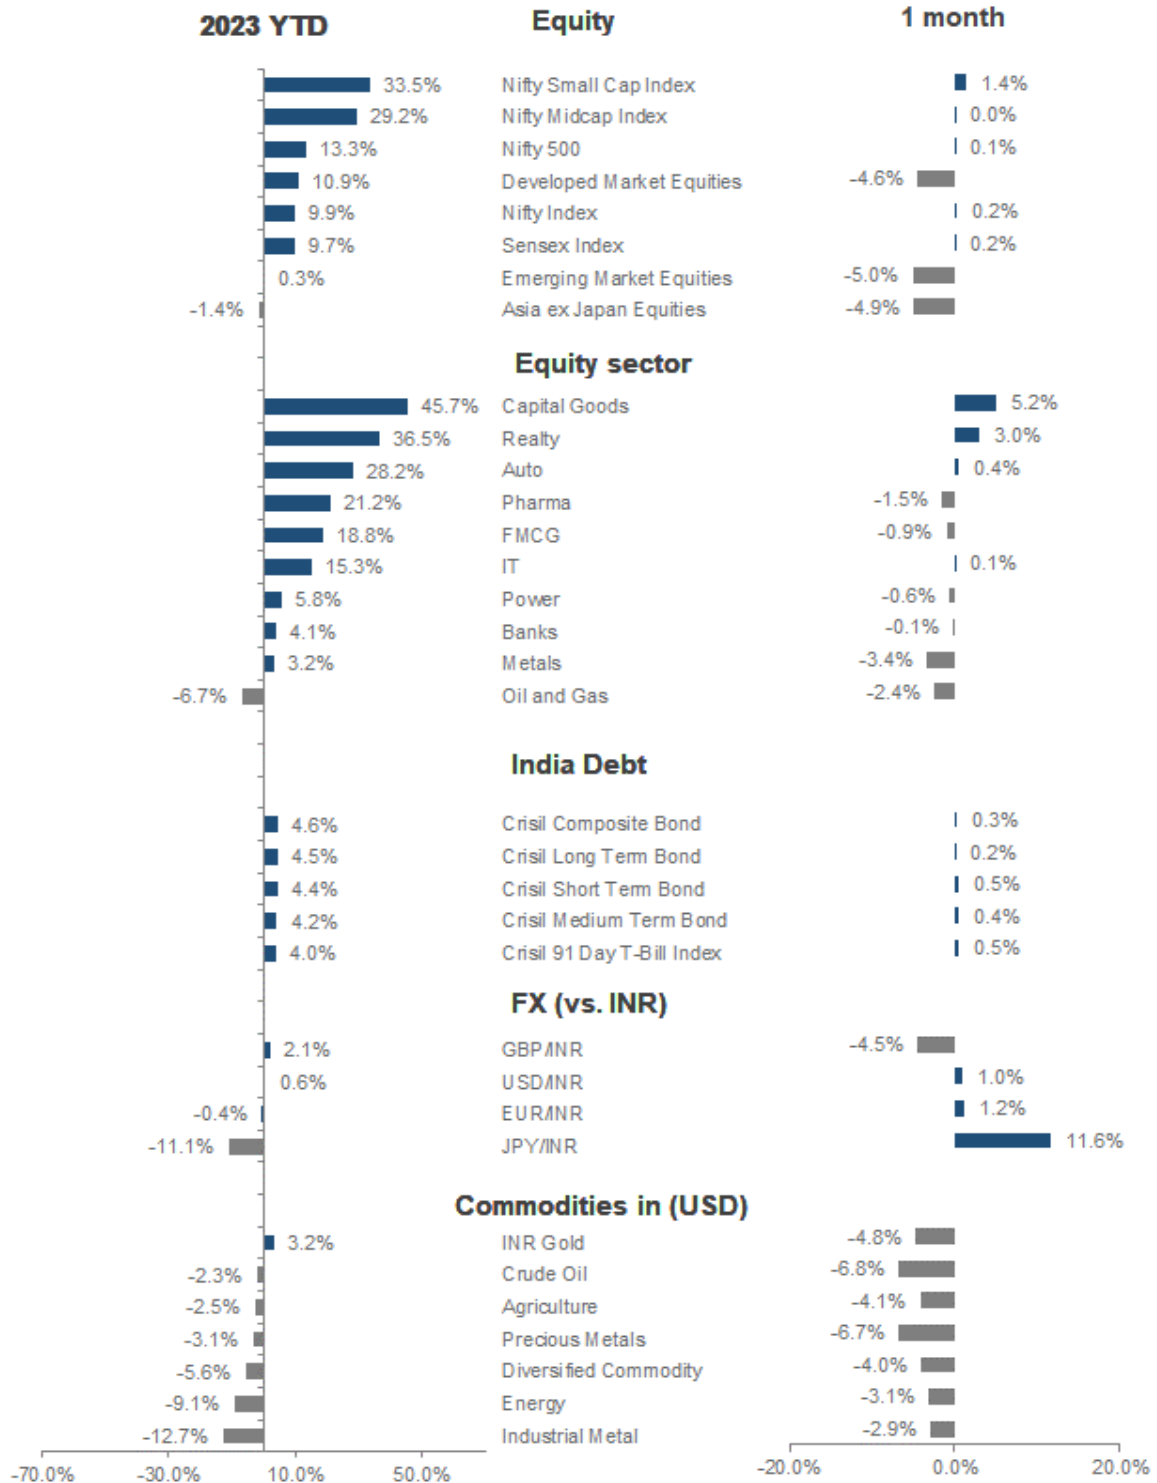 2023 YTD Equity 1 month
33.5% Nifty Small Cap Index 1.4%
29.2% Nifty Midcap Index 0.0%
13.3% Nifty 500 0.1%
10.9% Developed Market Equities -4.6%
9.9% Nifty Index 0.2%
9.7% Sensex Index 0.2%
0.3% Emerging Market Equities -5.0%
-1.4% Asia ex Japan Equities -4.9%
Equity sector
45.7% Capital Goods 5.2%
36.5% Realty 3.0%
28.2% Auto 0.4%
21.2% Pharma -1.5%
18.8% FMCG -0.9%
15.3% IT 0.1%
5.8% Power -0.6%
4.1% Banks -0.1%
3.2% Metals -3.4%
-6.7% Oil and Gas -2.4%
India Debt
4.6% Crisil Composite Bond 0.3%
4.5% Crisil Long Term Bond 0.2%
4.4% Crisil Short Term Bond 0.5%
4.2% Crisil Medium Term Bond 0.4%
4.0% Crisil 91 Day T-Bill Index 0.5%
FX (vs. INR)
2.1% GBP/INR -4.5%
0.6% USD/INR 1.0%
-0.4% EUR/INR 1.2%
-11.1% JPY/INR 11.6%
Commodities in (USD)
3.2% INR Gold -4.8%
-2.3% Crude Oil -6.8%
-2.5% Agriculture -4.1%
-3.1% Precious Metals -6.7%
-5.6% Diversified Commodity -4.0%
-9.1% Energy -3.1%
-12.7% Industrial Metal -2.9%
-70.0% -30.0% 10.0% 50.0% -20.0% 0.0% 20.0%